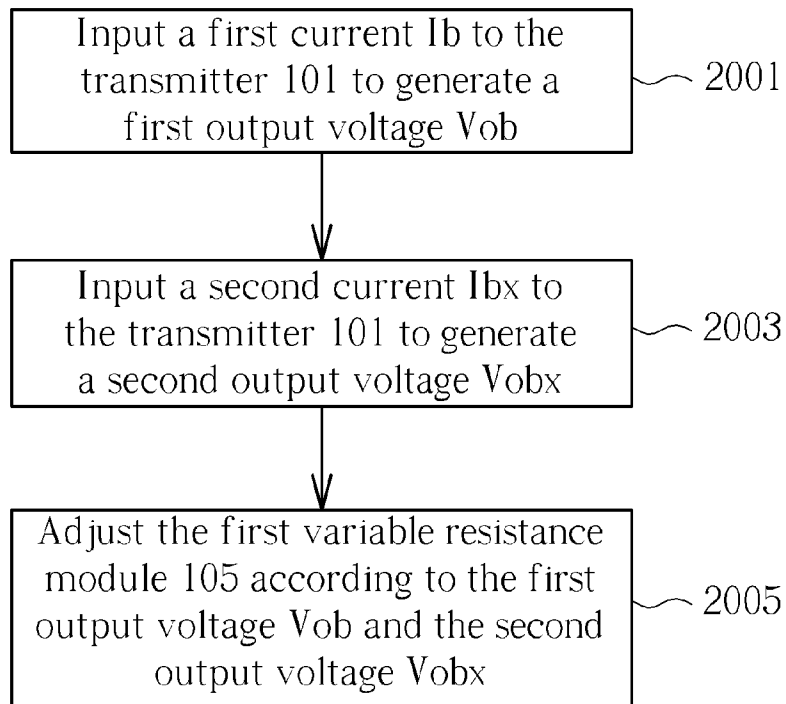 Input a first current Ib to the
transmitter 101 to generate a
first output voltage Vob
2001
Input a second current Ibx to
the transmitter 101 to generate
a second output voltage Vobx
2003
Adjust the first variable resistance
module 105 according to the first
output voltage Vob and the second
output voltage Vobx
2005